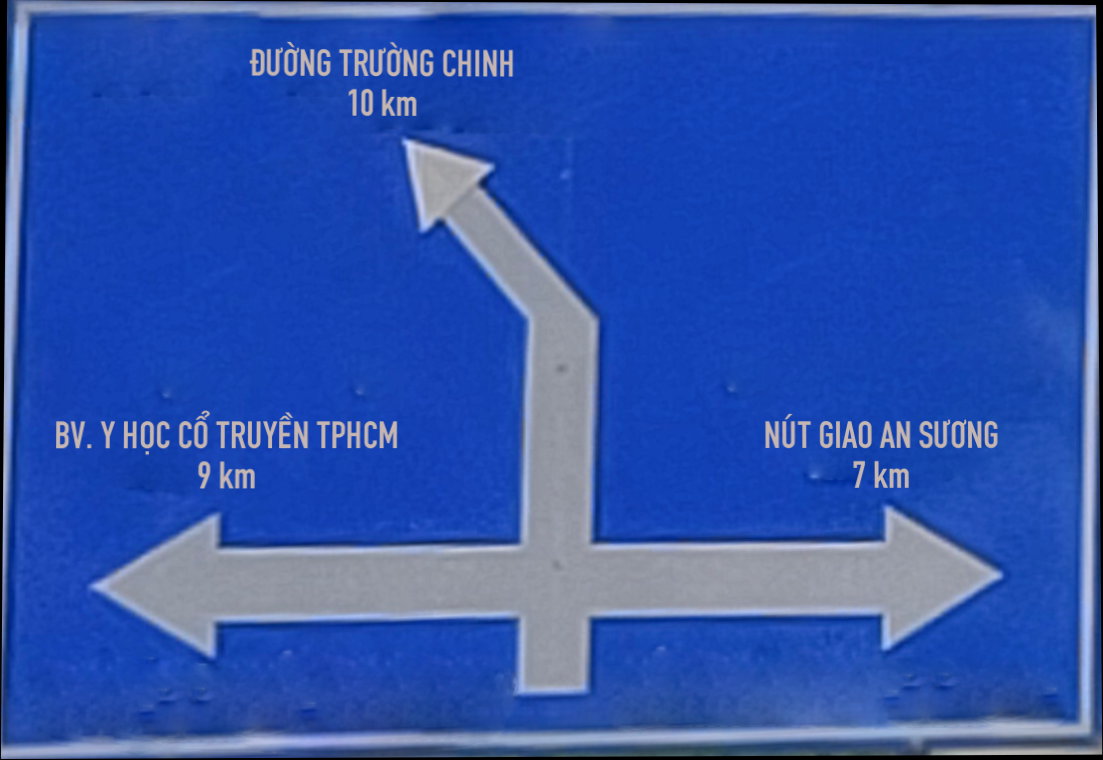 ĐƯỜNG TRƯỜNG CHINH
10 km
BV. Y HỌC CỔ TRUYỀN TPHCM
9 km
NÚT GIAO AN SƯƠNG
7 km